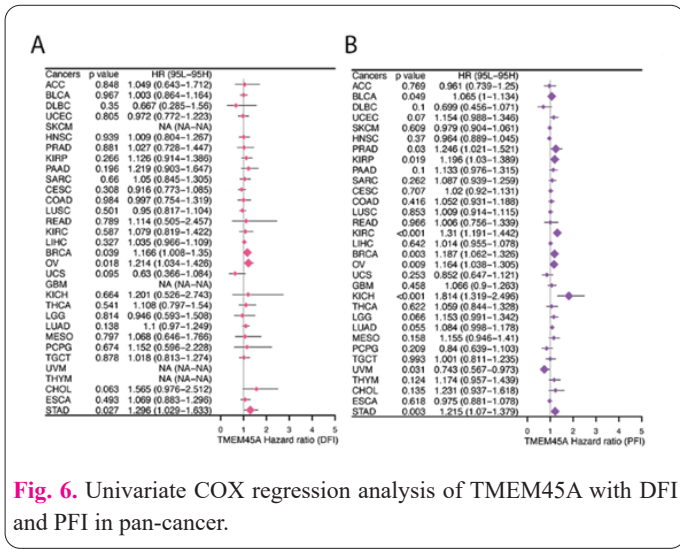 A
Cancers p value HR (95L-95H)
ACC 0.848 1.049 (0.643-1.712)
BLCA 0.967 1.003 (0.864-1.164)
DLBC 0.35 0.667 (0.285-1.56)
UCEC 0.805 0.972 (0.772-1.223)
SKCM NA (NA-NA)
HNSC 0.939 1.009 (0.804-1.267)
PRAD 0.881 1.027 (0.728-1.447)
KIRP 0.266 1.126 (0.914-1.386)
PAAD 0.196 1.219 (0.903-1.647)
SARC 0.66 1.05 (0.845-1.305)
CESC 0.308 0.916 (0.773-1.085)
COAD 0.984 0.997 (0.754-1.319)
LUSC 0.501 0.95 (0.817-1.104)
READ 0.789 1.114 (0.505-2.457)
KIRC 0.587 1.079 (0.819-1.422)
LIHC 0.327 1.035 (0.966-1.109)
BRCA 0.039 1.166 (1.008-1.35)
OV 0.018 1.214 (1.034-1.426)
UCS 0.095 0.63 (0.366-1.084)
GBM NA (NA-NA)
KICH 0.664 1.201 (0.526-2.743)
THCA 0.541 1.108 (0.797-1.54)
LGG 0.814 0.946 (0.593-1.508)
LUAD 0.138 1.1 (0.97-1.249)
MESO 0.797 1.068 (0.646-1.766)
PCPG 0.674 1.152 (0.596-2.228)
TGCT 0.878 1.018 (0.813-1.274)
UVM NA (NA-NA)
THYM NA (NA-NA)
CHOL 0.063 1.565 (0.976-2.512)
ESCA 0.493 1.069 (0.883-1.296)
STAD 0.027 1.296 (1.029-1.633)
0 1 2 3 4 5
TMEM45A Hazard ratio (DFI)
B
Cancers p value HR (95L-95H)
ACC 0.769 0.961 (0.739-1.25)
BLCA 0.049 1.065 (1-1.134)
DLBC 0.1 0.699 (0.456-1.071)
UCEC 0.07 1.154 (0.988-1.346)
SKCM 0.609 0.979 (0.904-1.061)
HNSC 0.37 0.964 (0.889-1.045)
PRAD 0.03 1.246 (1.021-1.521)
KIRP 0.019 1.196 (1.03-1.389)
PAAD 0.1 1.133 (0.976-1.315)
SARC 0.262 1.087 (0.939-1.259)
CESC 0.707 1.02 (0.92-1.131)
COAD 0.416 1.052 (0.931-1.188)
LUSC 0.853 1.009 (0.914-1.115)
READ 0.966 1.006 (0.756-1.339)
KIRC <0.001 1.31 (1.191-1.442)
LIHC 0.642 1.014 (0.955-1.078)
BRCA 0.003 1.187 (1.062-1.326)
OV 0.009 1.164 (1.038-1.305)
UCS 0.253 0.852 (0.647-1.121)
GBM 0.458 1.066 (0.9-1.263)
KICH <0.001 1.814 (1.319-2.496)
THCA 0.622 1.059 (0.844-1.328)
LGG 0.066 1.153 (0.991-1.342)
LUAD 0.055 1.084 (0.998-1.178)
MESO 0.158 1.155 (0.946-1.41)
PCPG 0.209 0.84 (0.639-1.103)
TGCT 0.993 1.001 (0.811-1.235)
UVM 0.031 0.743 (0.567-0.973)
THYM 0.124 1.174 (0.957-1.439)
CHOL 0.135 1.231 (0.937-1.618)
ESCA 0.618 0.975 (0.881-1.078)
STAD 0.003 1.215 (1.07-1.379)
0 1 2 3 4 5
TMEM45A Hazard ratio (PFI)
Fig. 6. Univariate COX regression analysis of TMEM45A with DFI
and PFI in pan-cancer.